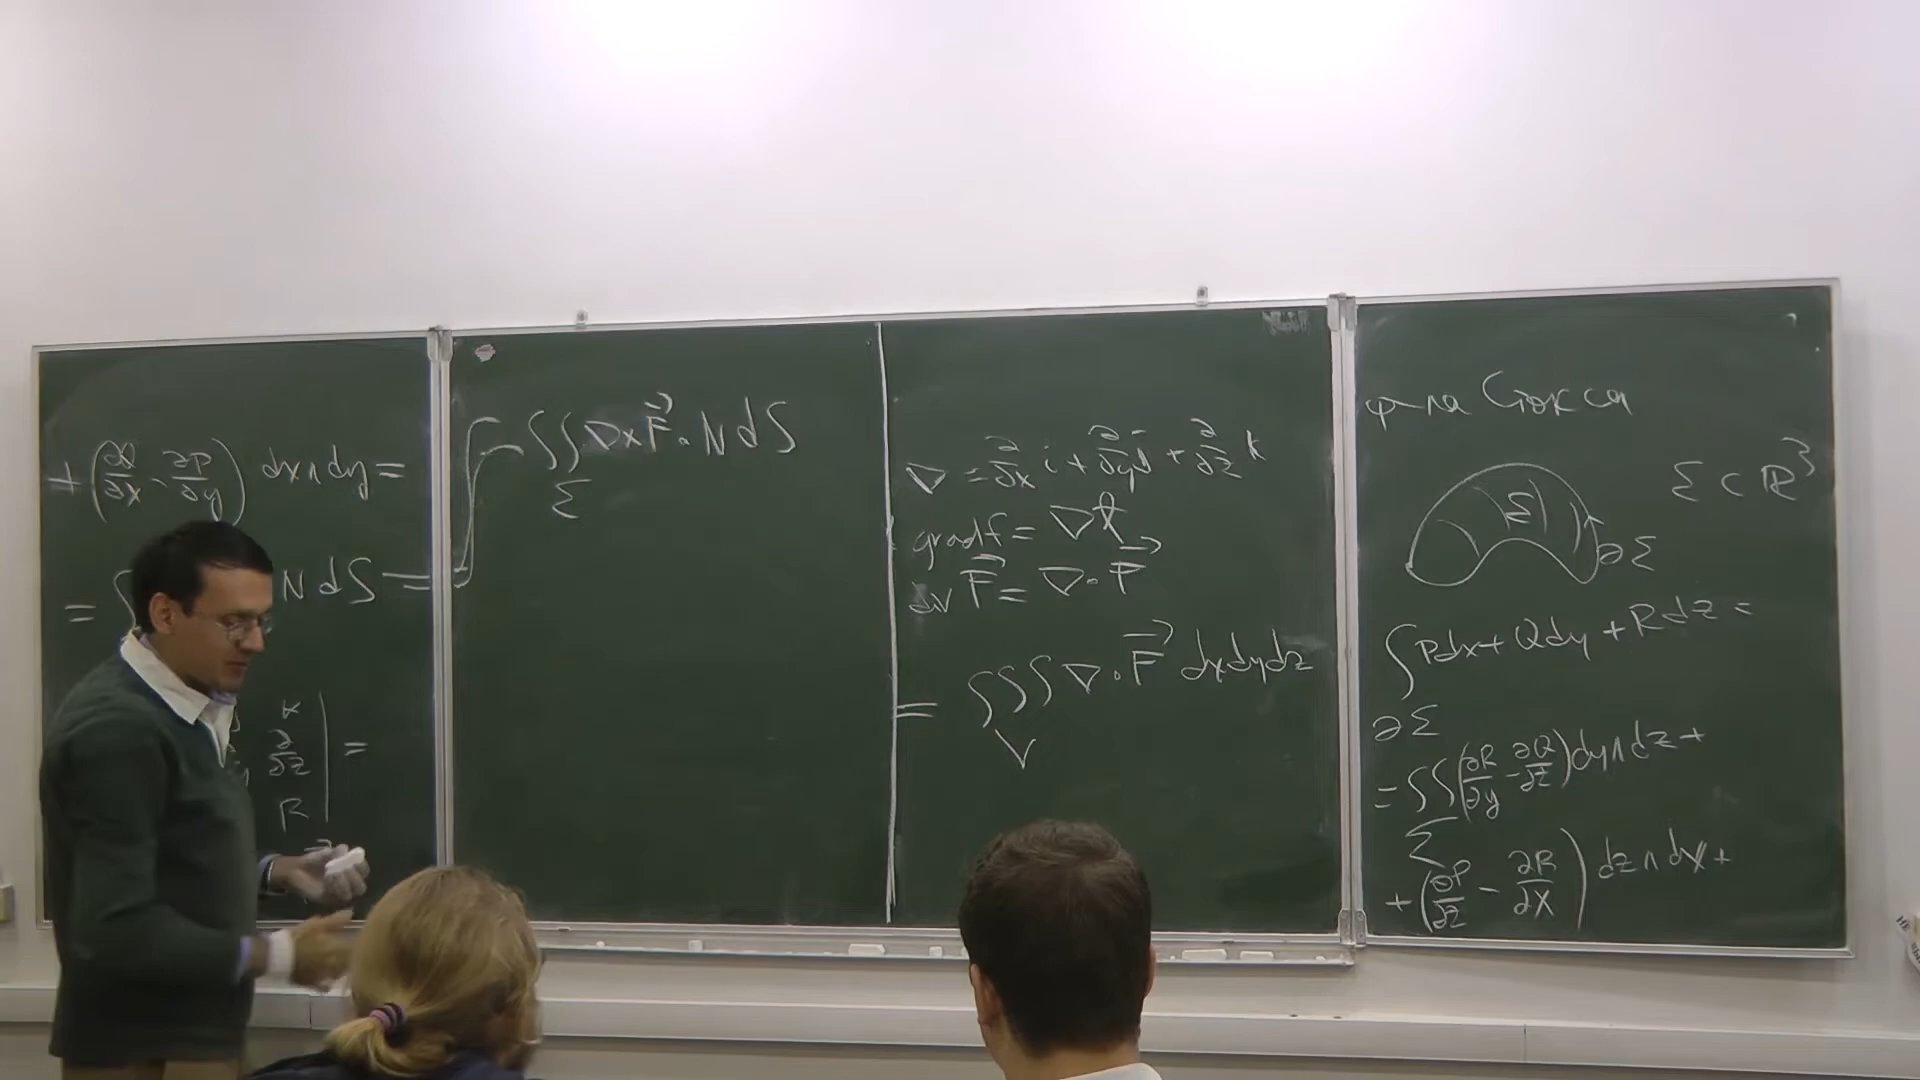 + (∂Q/∂x - ∂P/∂y) dx∧dy =
= ∫ N dS =
k
∂/∂z
R
=
∫∫ ∇×F⃗ · N dS
Σ
∇ = ∂/∂x i + ∂/∂y j + ∂/∂z k
grad f = ∇f
div F⃗ = ∇·F⃗
= ∫∫∫ ∇·F⃗ dxdydz
V
ф-ла Стокса
Σ ⊂ ℝ³
Σ
∂Σ
∫ Pdx + Qdy + Rdz =
∂Σ
= ∫∫ (∂R/∂y - ∂Q/∂z) dy∧dz +
Σ
+ (∂P/∂z - ∂R/∂x) dz∧dx +